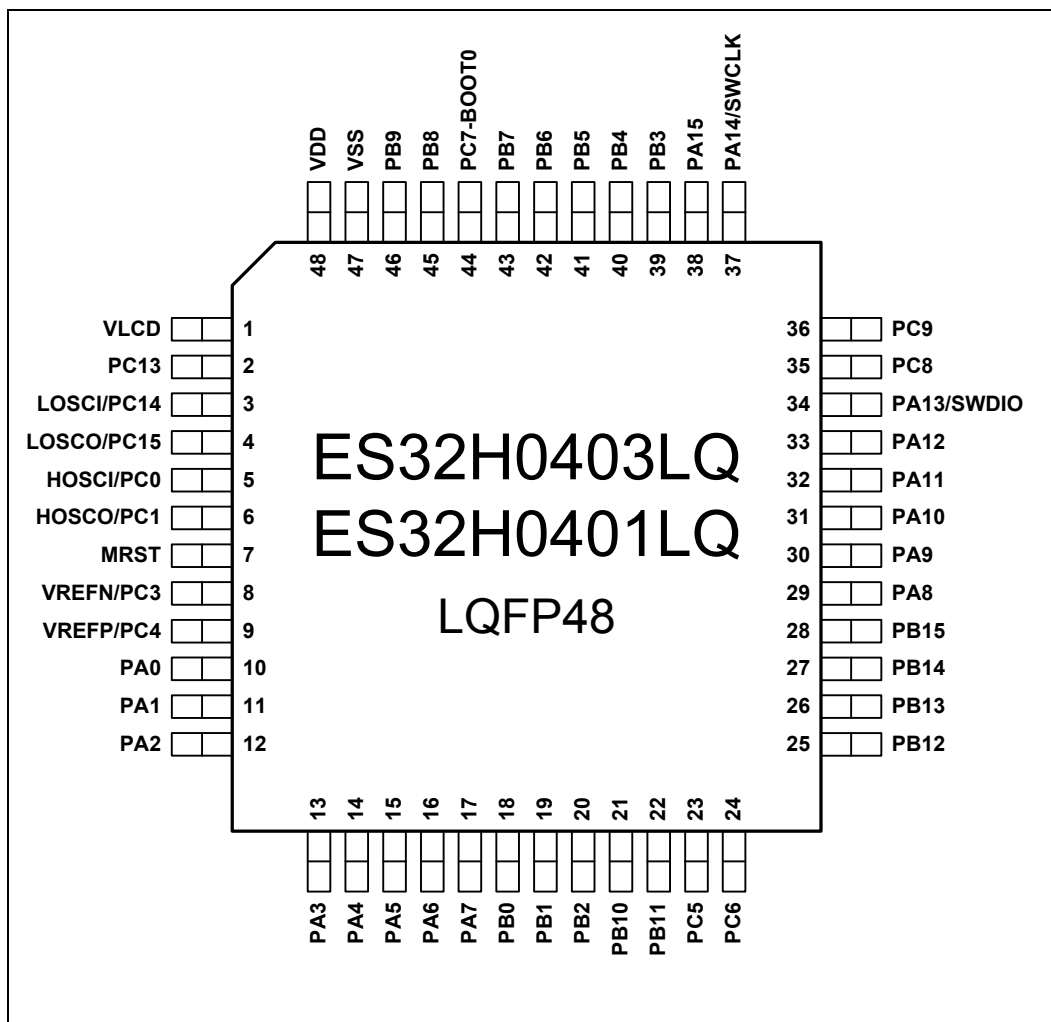 VDD
VSS
PB9
PB8
PC7-BOOT0
PB7
PB6
PB5
PB4
PB3
PA15
PA14/SWCLK
48
47
46
45
44
43
42
41
40
39
38
37
VLCD 1
PC13 2
LOSCI/PC14 3
LOSCO/PC15 4
HOSCI/PC0 5
HOSCO/PC1 6
MRST 7
VREFN/PC3 8
VREFP/PC4 9
PA0 10
PA1 11
PA2 12
ES32H0403LQ
ES32H0401LQ
LQFP48
36 PC9
35 PC8
34 PA13/SWDIO
33 PA12
32 PA11
31 PA10
30 PA9
29 PA8
28 PB15
27 PB14
26 PB13
25 PB12
13
14
15
16
17
18
19
20
21
22
23
24
PA3
PA4
PA5
PA6
PA7
PB0
PB1
PB2
PB10
PB11
PC5
PC6